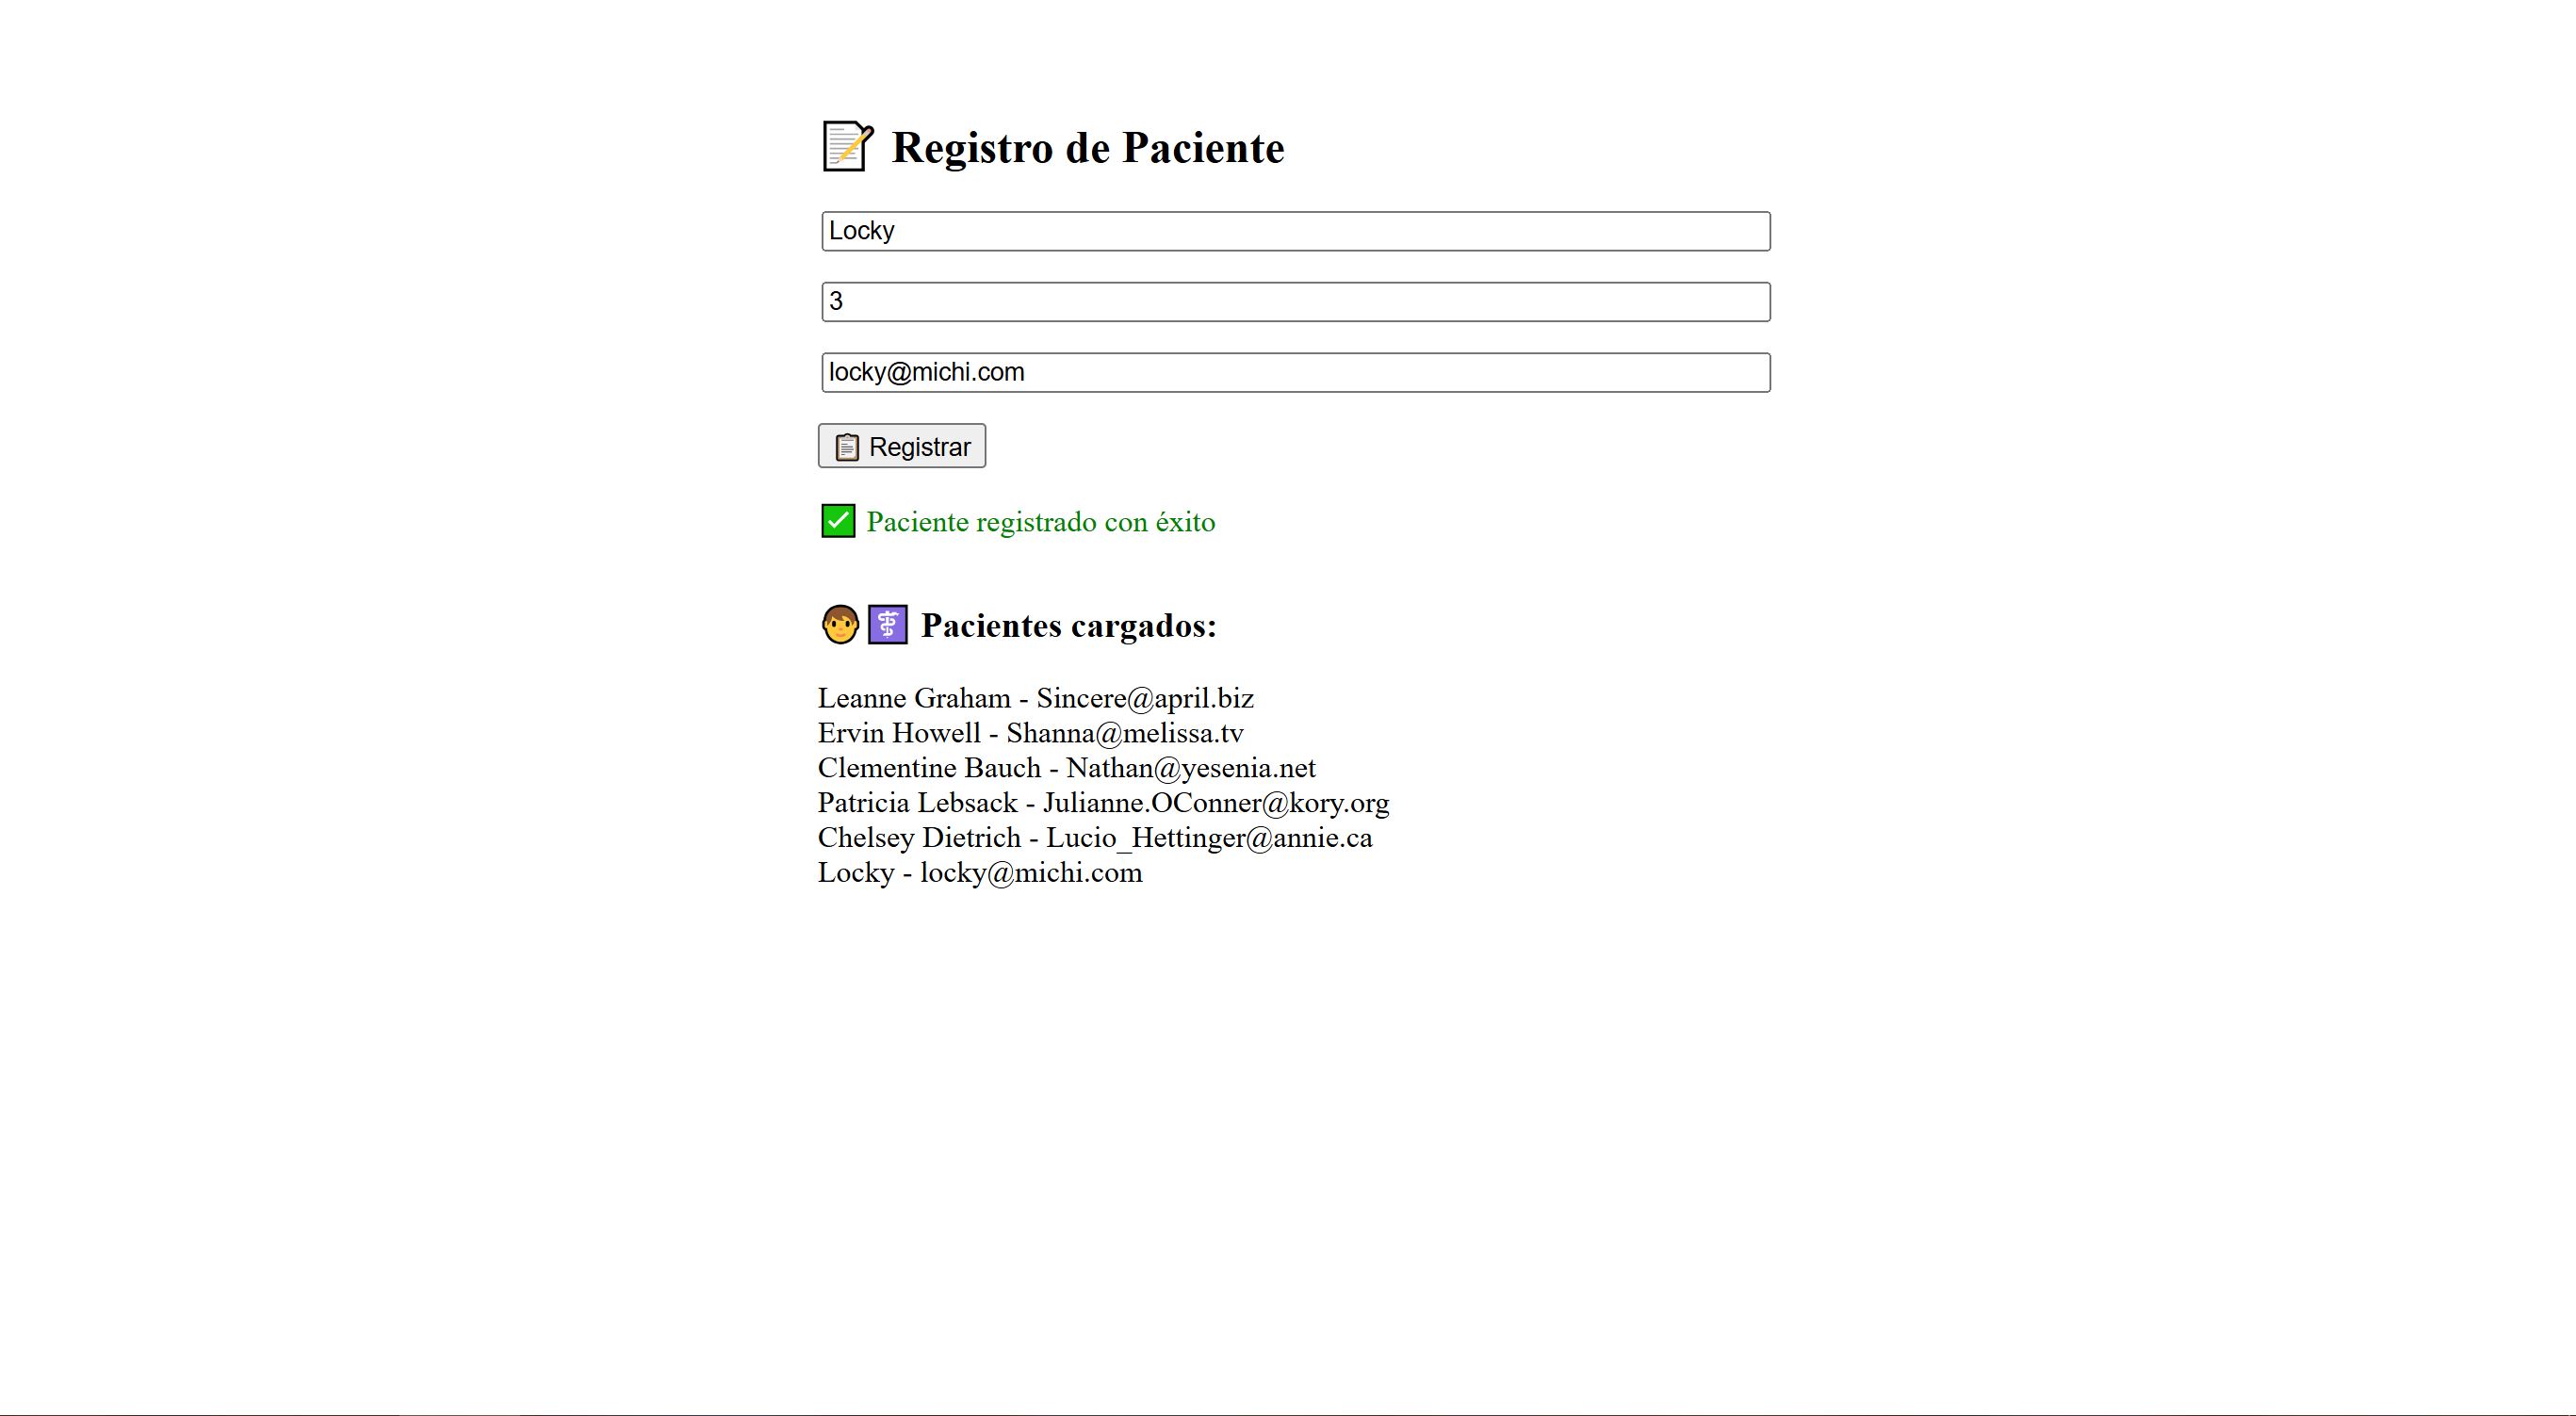 Registro de Paciente
Locky
3
locky@michi.com
Registrar
Paciente registrado con éxito
Pacientes cargados:
Leanne Graham - Sincere@april.biz
Ervin Howell - Shanna@melissa.tv
Clementine Bauch - Nathan@yesenia.net
Patricia Lebsack - Julianne.OConner@kory.org
Chelsey Dietrich - Lucio_Hettinger@annie.ca
Locky - locky@michi.com